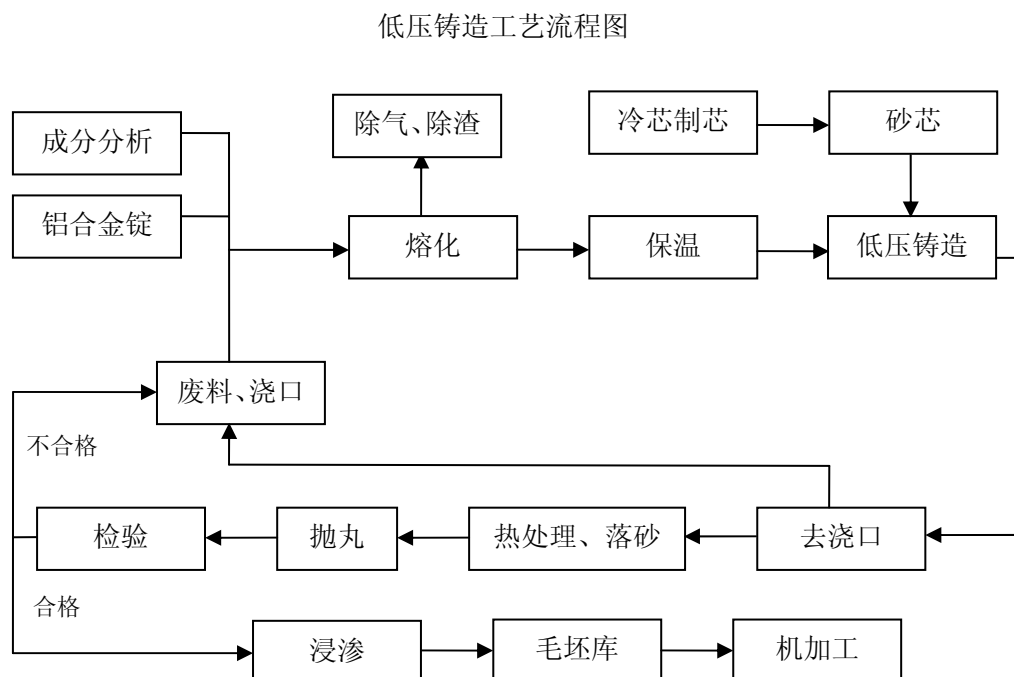 低压铸造工艺流程图
除气、除渣
冷芯制芯
砂芯
成分分析
铝合金锭
熔化
保温
低压铸造
废料、浇口
不合格
检验
抛丸
热处理、落砂
去浇口
合格
浸渗
毛坯库
机加工